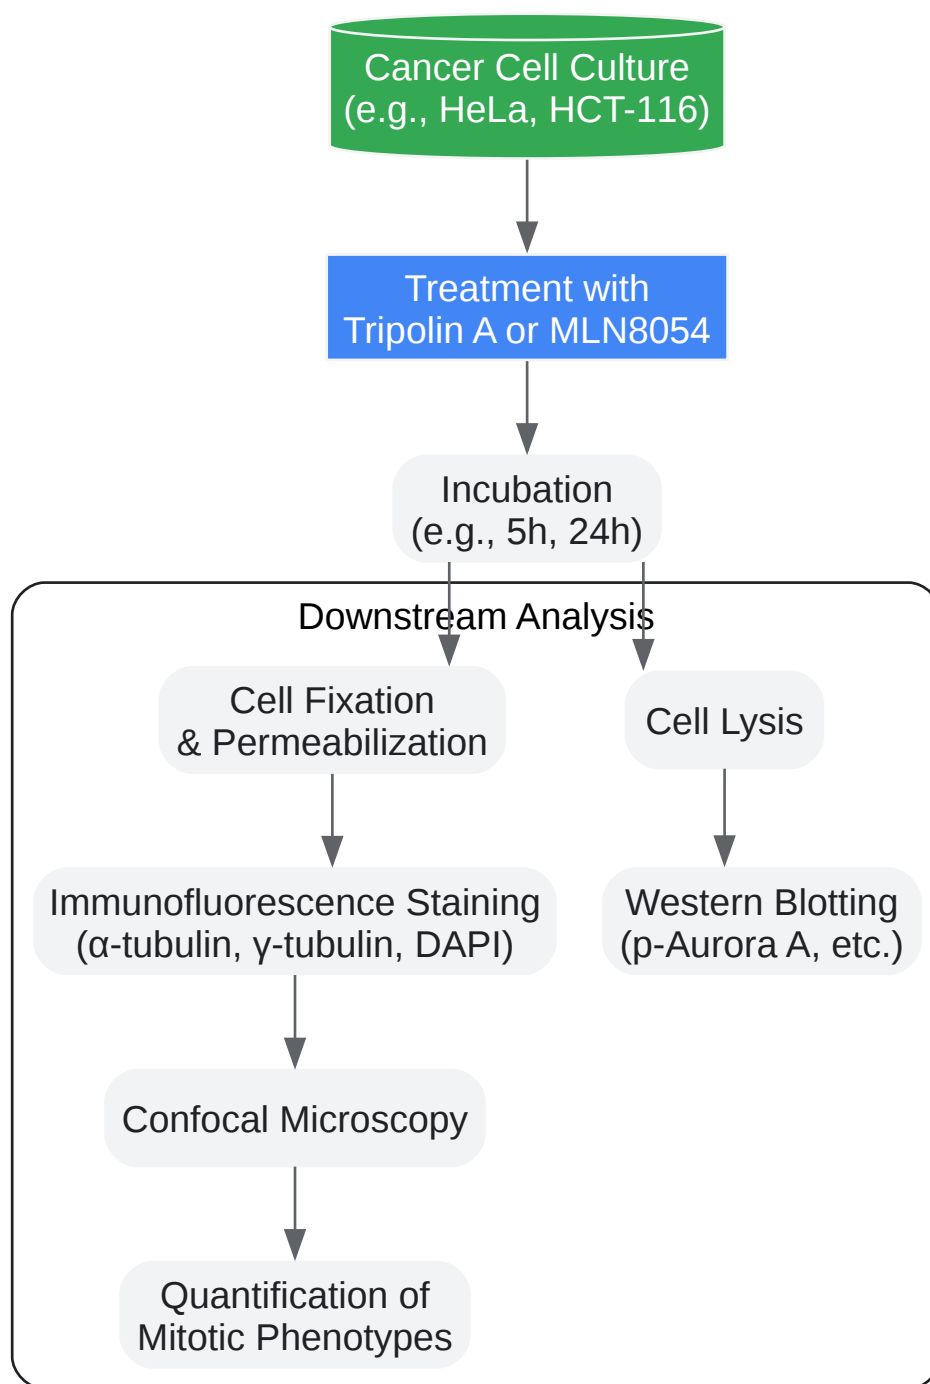 Cancer Cell Culture
(e.g., HeLa, HCT-116)
Treatment with
Tripolin A or MLN8054
Incubation
(e.g., 5h, 24h)
Downstream Analysis
Cell Fixation
& Permeabilization
Cell Lysis
Immunofluorescence Staining
(α-tubulin, γ-tubulin, DAPI)
Western Blotting
(p-Aurora A, etc.)
Confocal Microscopy
Quantification of
Mitotic Phenotypes